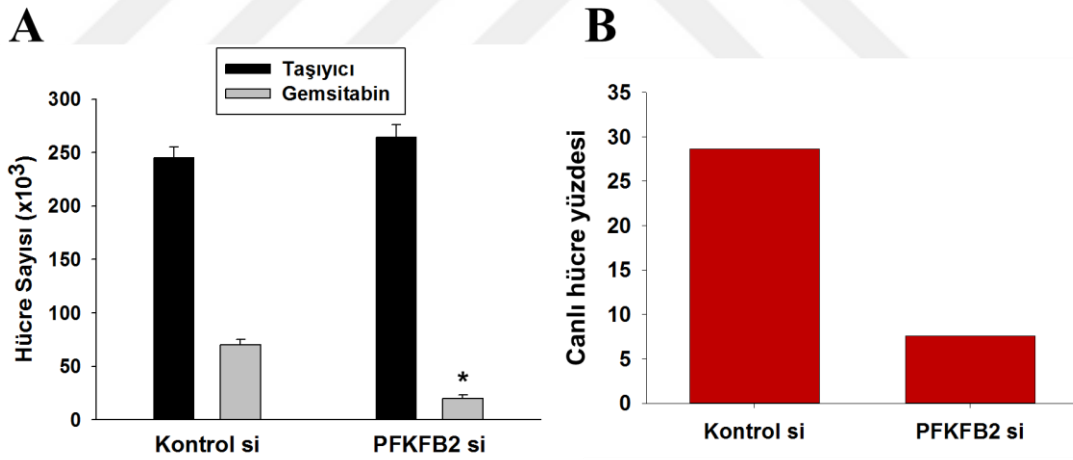 A
Taşıyıcı
Gemsitabin
Hücre Sayısı (x10³)
300
250
200
150
100
50
0
*
Kontrol si
PFKFB2 si
B
Canlı hücre yüzdesi
35
30
25
20
15
10
5
0
Kontrol si
PFKFB2 si